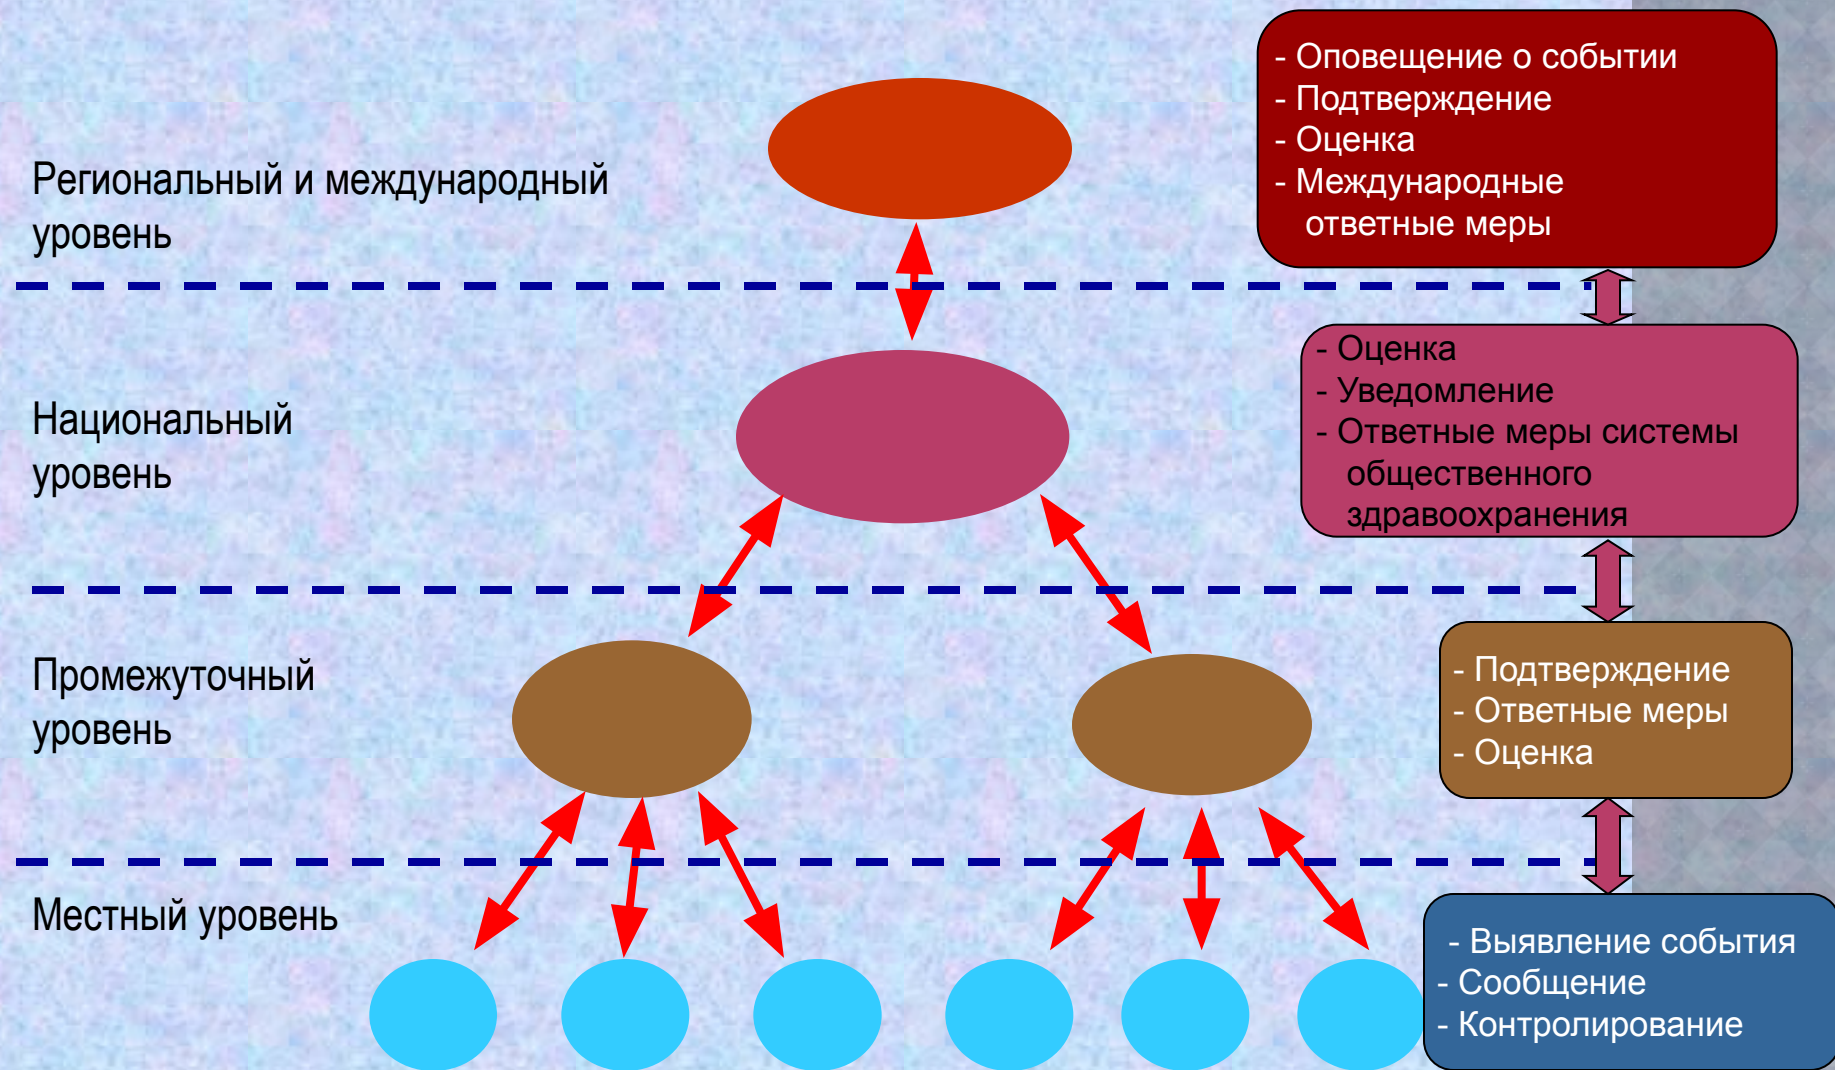 Региональный и международный
уровень
- Оповещение о событии
- Подтверждение
- Оценка
- Международные
ответные меры
Национальный
уровень
- Оценка
- Уведомление
- Ответные меры системы
общественного
здравоохранения
Промежуточный
уровень
- Подтверждение
- Ответные меры
- Оценка
Местный уровень
- Выявление события
- Сообщение
- Контролирование